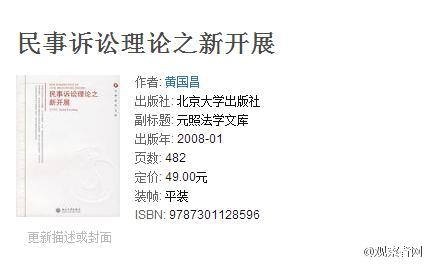 民事诉讼理论之新开展
民事诉讼理论之
新开展
作者: 黄国昌
出版社: 北京大学出版社
副标题: 元照法学文库
出版年: 2008-01
页数: 482
定价: 49.00元
装帧: 平装
ISBN: 9787301128596
更新描述或封面
@观察者网